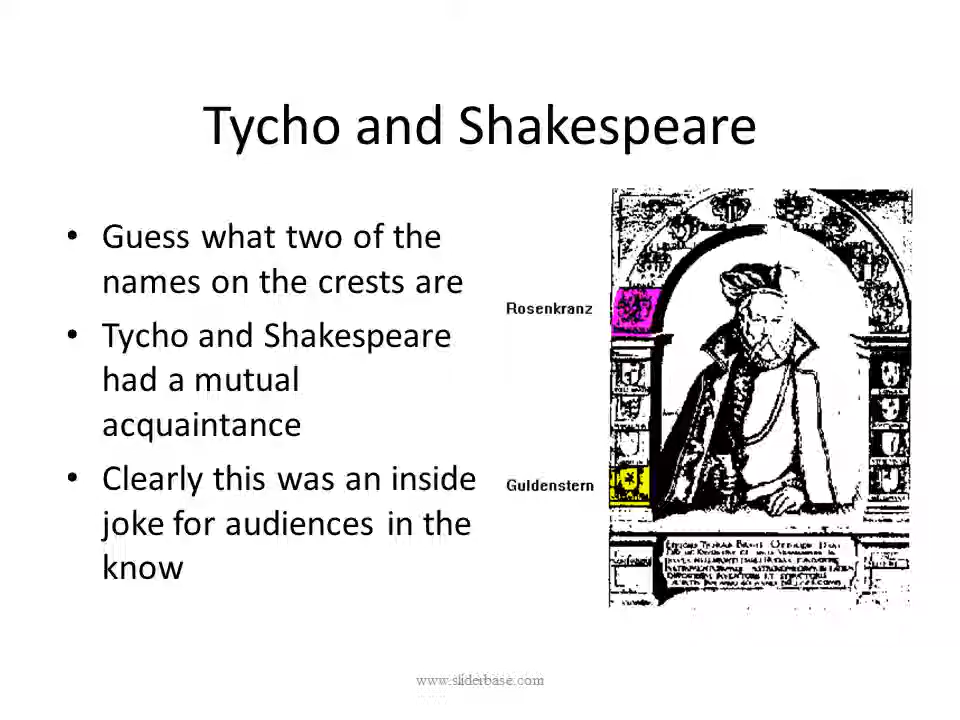 Tycho and Shakespeare
• Guess what two of the
names on the crests are
• Tycho and Shakespeare
had a mutual
acquaintance
• Clearly this was an inside
joke for audiences in the
know
Rosenkranz
Guldenstern
www.sliderbase.com